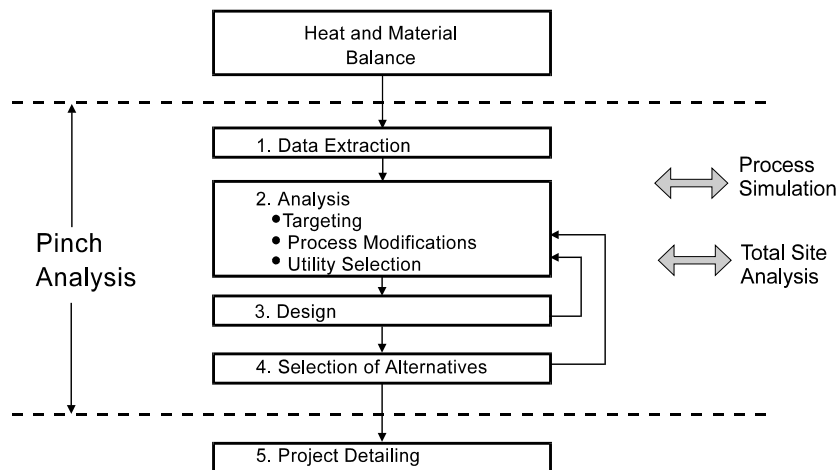 Heat and Material
Balance
1. Data Extraction
2. Analysis
•Targeting
• Process Modifications
• Utility Selection
3. Design
4. Selection of Alternatives
5. Project Detailing
Pinch
Analysis
Process
Simulation
Total Site
Analysis